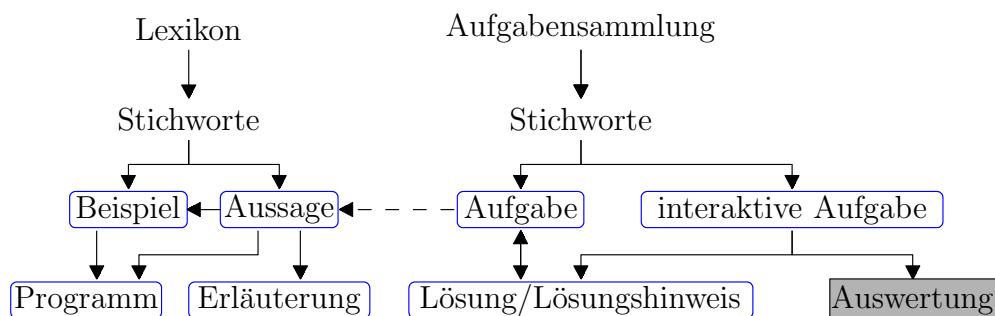 Lexikon
Aufgabensammlung
Stichworte
Stichworte
Beispiel
Aussage
Aufgabe
interaktive Aufgabe
Programm
Erläuterung
Lösung/Lösungshinweis
Auswertung